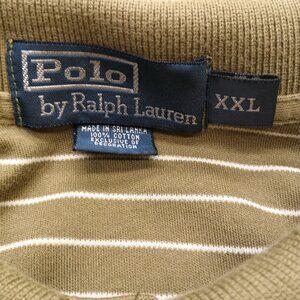 Polo
by Ralph Lauren
XXL
MADE IN SRI LANKA
100% COTTON
EXCLUSIVE OF
DECORATION